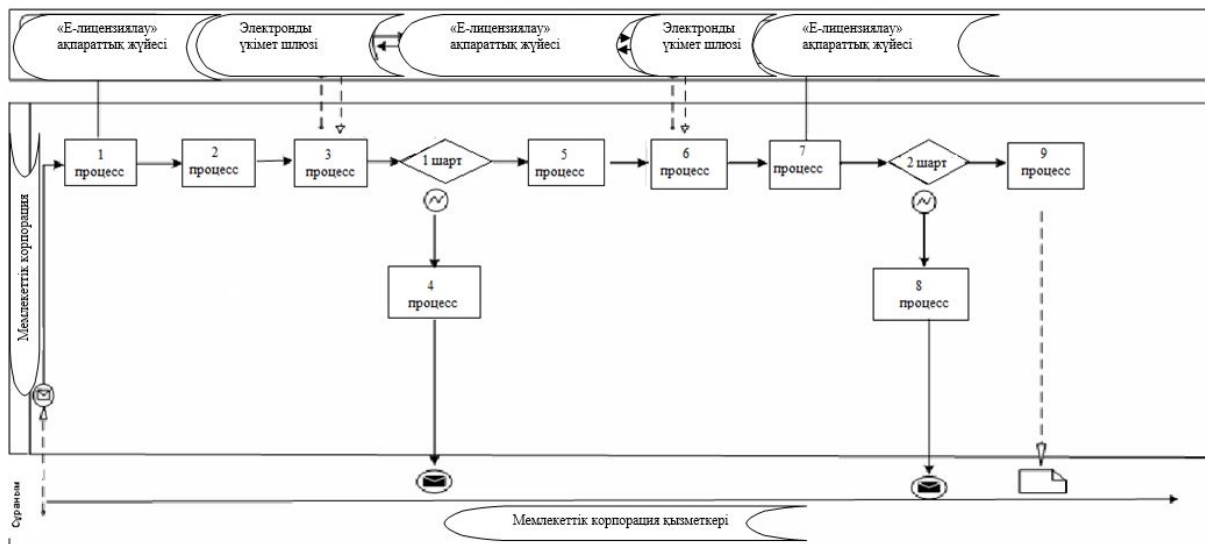 «Е-лицензиялау»
ақпараттық жүйесі
Электронды
үкімет шлюзі
«Е-лицензиялау»
ақпараттық жүйесі
Электронды
үкімет шлюзі
«Е-лицензиялау»
ақпараттық жүйесі
Мемлекеттік корпорация
1
процесс
2
процесс
3
процесс
1 шарт
5
процесс
6
процесс
7
процесс
2 шарт
9
процесс
4
процесс
8
процесс
Сұраным
Мемлекеттік корпорация қызметкері